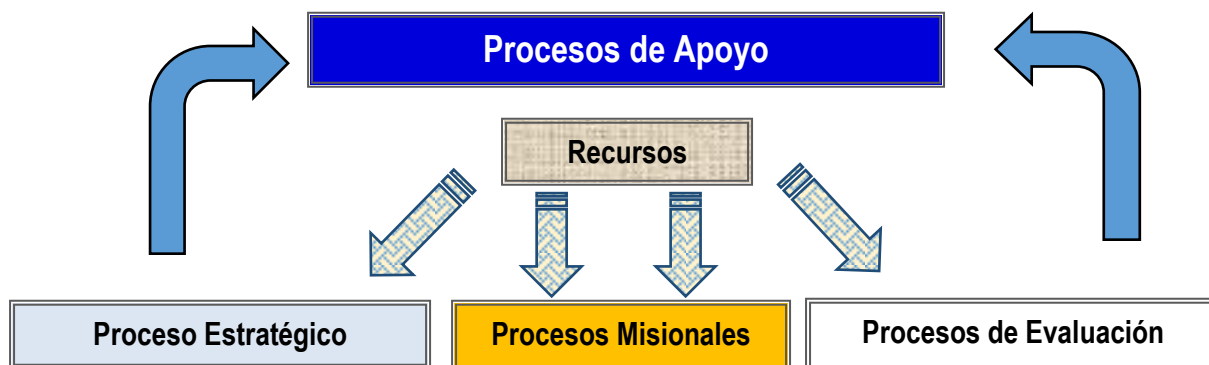 Procesos de Apoyo
Recursos
Proceso Estratégico
Procesos Misionales
Procesos de Evaluación